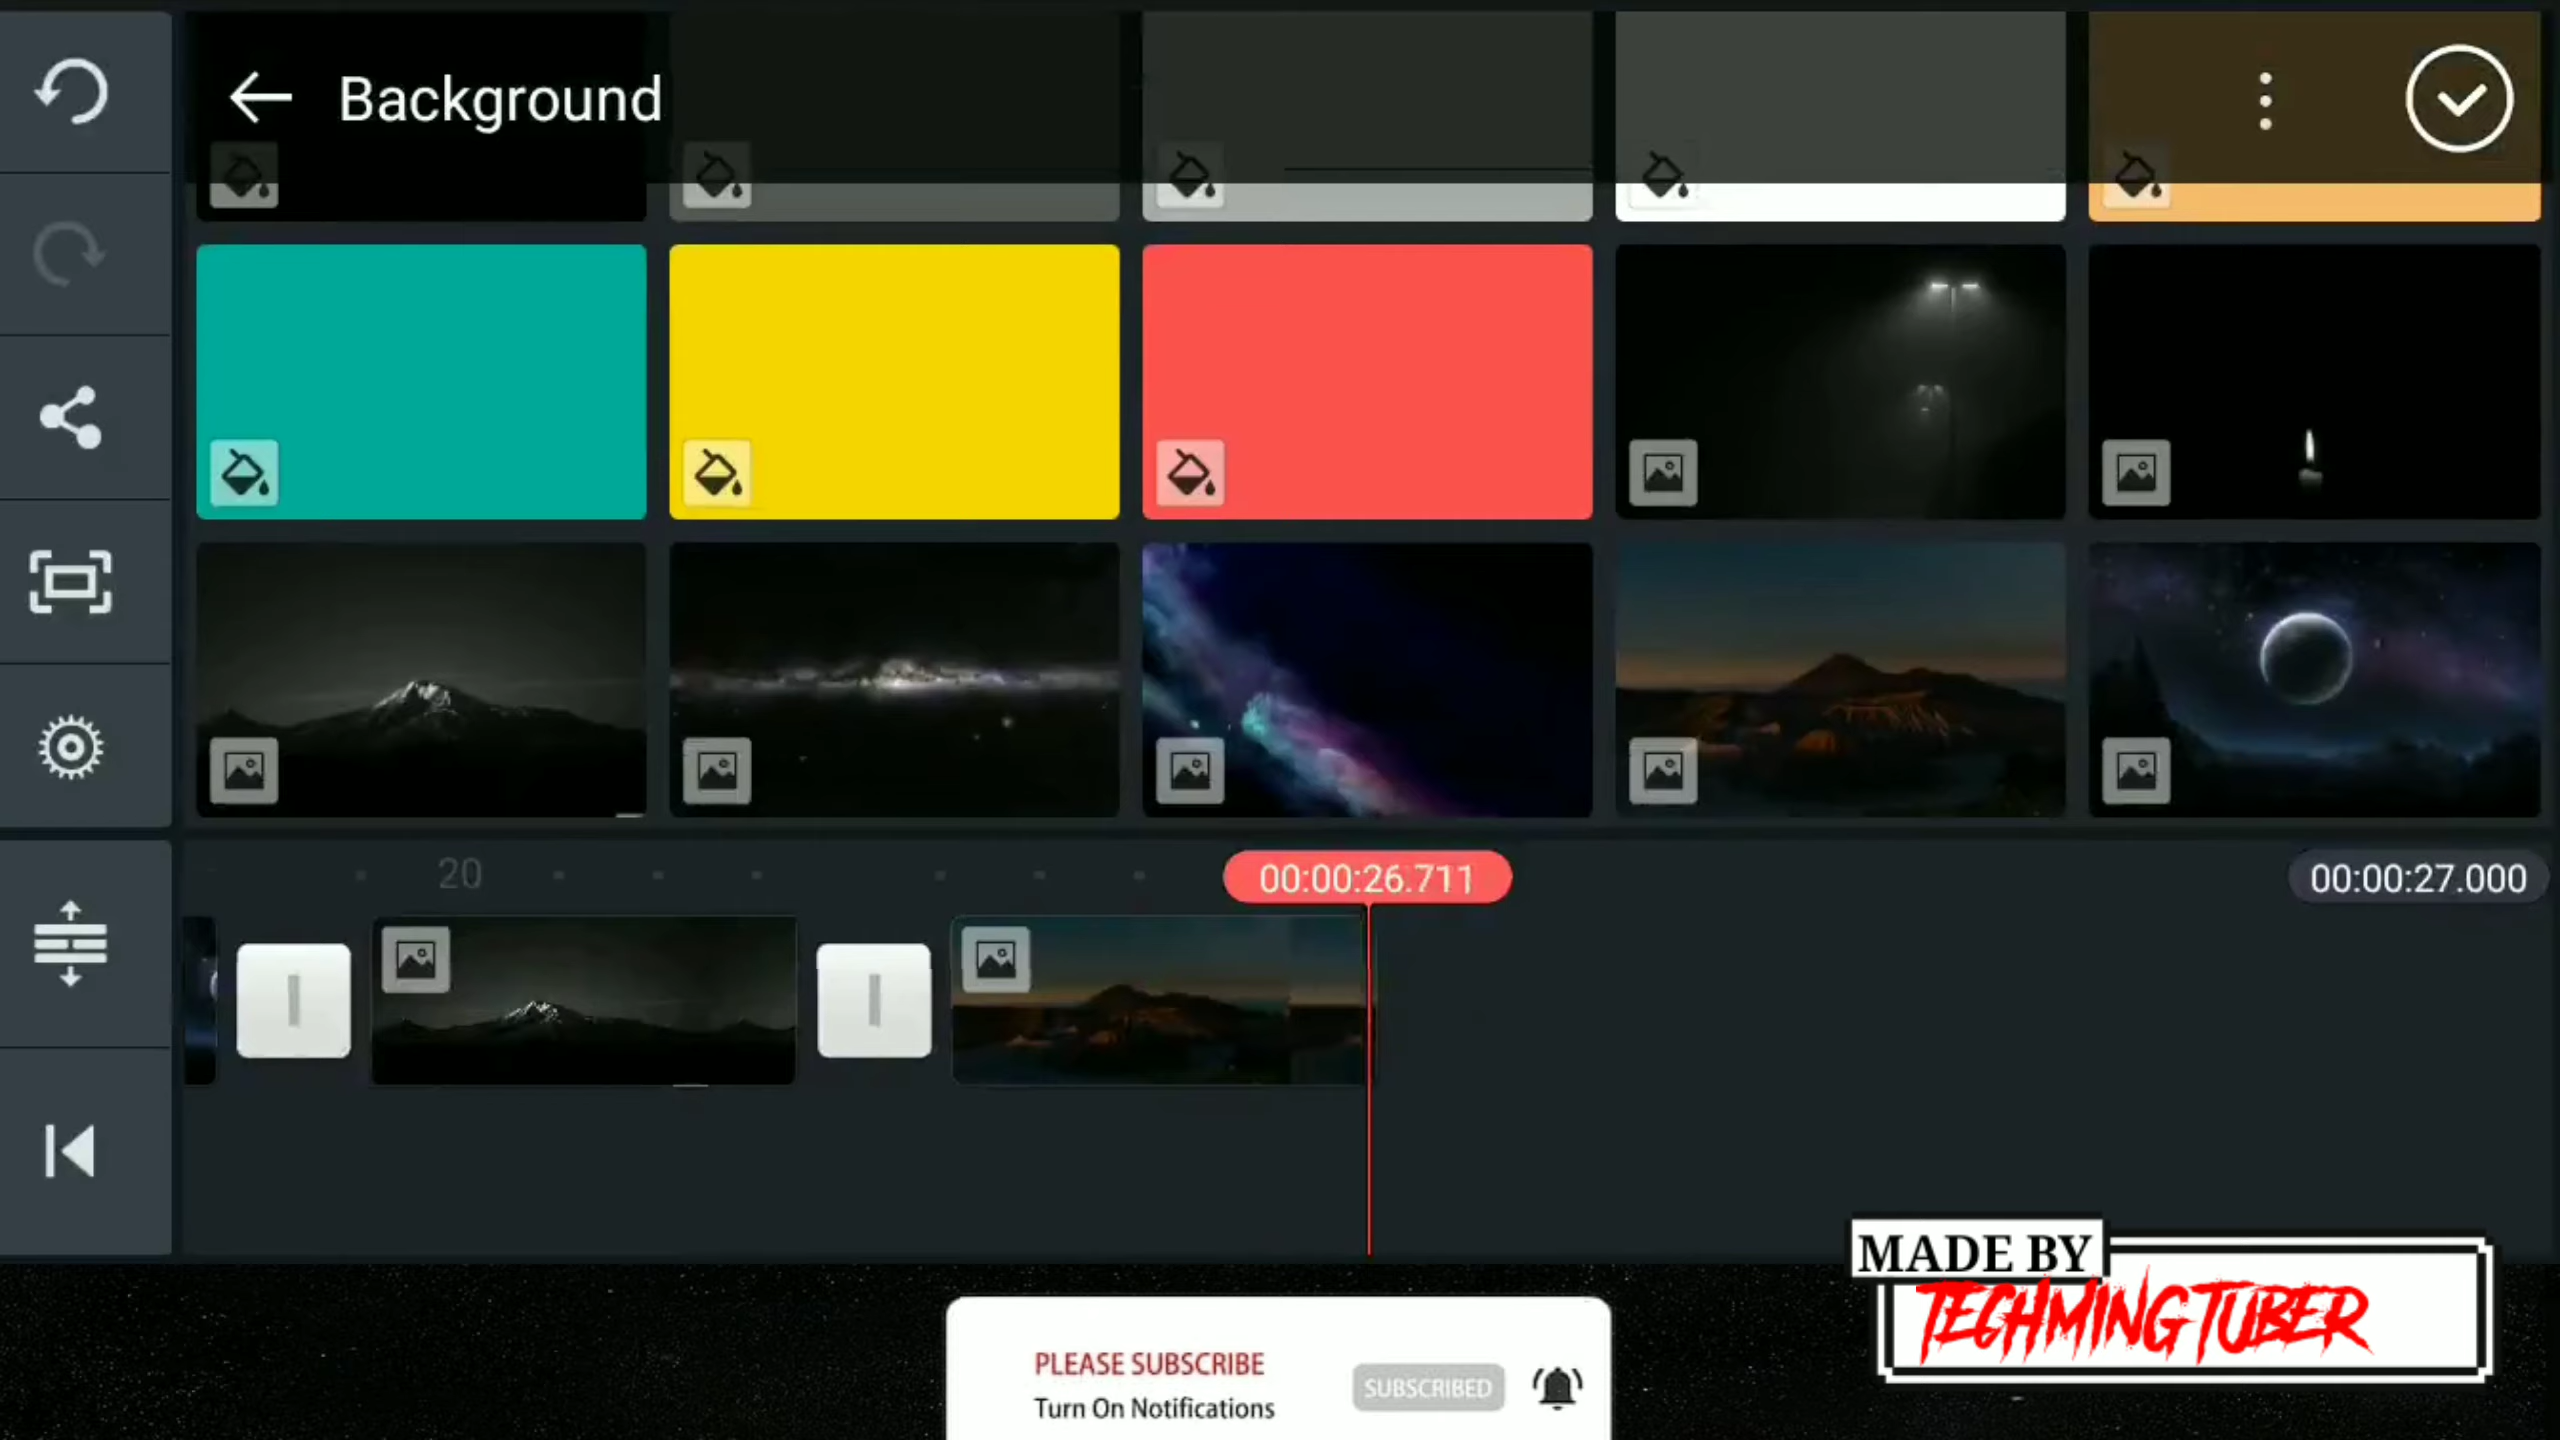 Background
20
00:00:26.711
00:00:27.000
MADE BY
TECHMINGTUBER
PLEASE SUBSCRIBE
SUBSCRIBED
Turn On Notifications